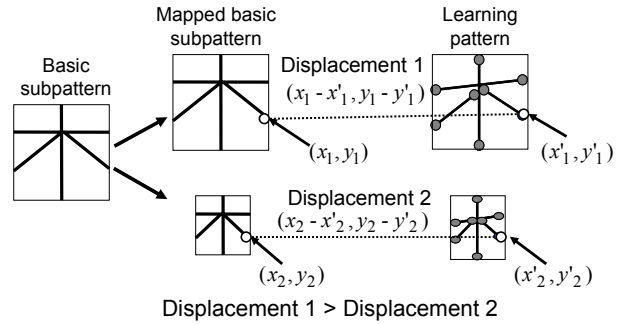 Mapped basic subpattern
Learning pattern
Basic subpattern
Displacement 1
(x₁ - x'₁, y₁ - y'₁)
(x₁, y₁)
(x'₁, y'₁)
Displacement 2
(x₂ - x'₂, y₂ - y'₂)
(x₂, y₂)
(x'₂, y'₂)
Displacement 1 > Displacement 2